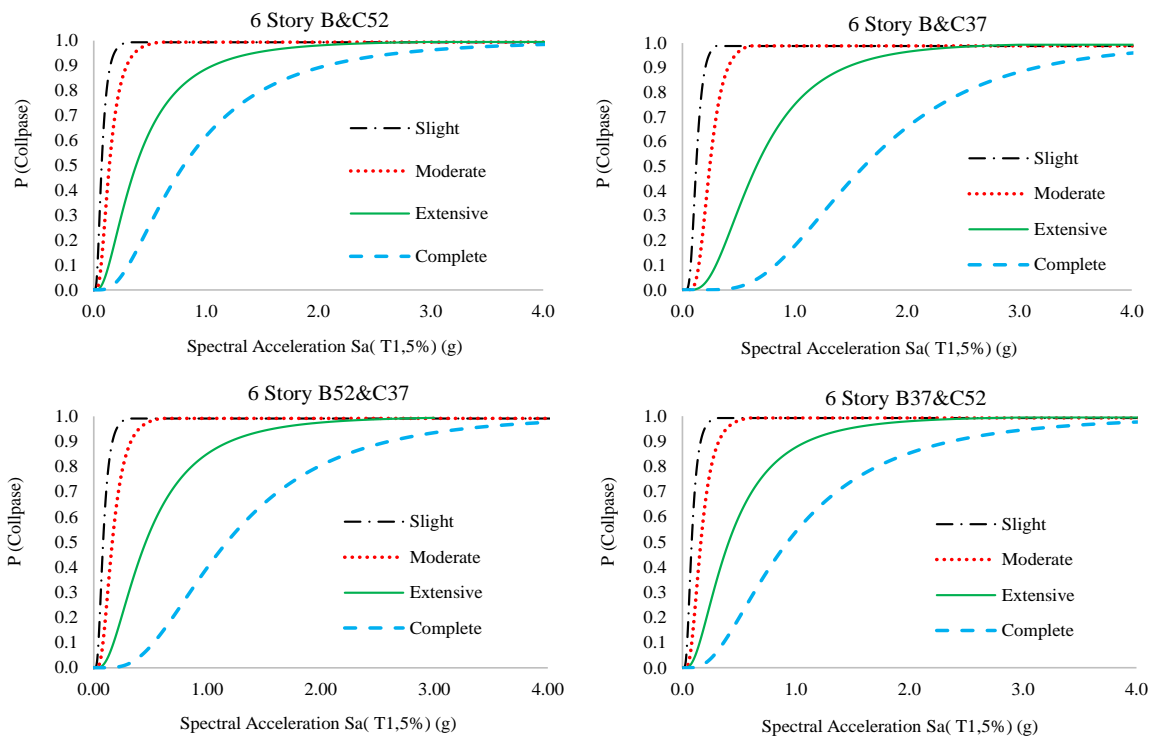 6 Story B&C52
1.0
0.9
0.8
0.7
0.6
0.5
0.4
0.3
0.2
0.1
0.0
P (Collpase)
Slight
Moderate
Extensive
Complete
0.0 1.0 2.0 3.00 4.0
Spectral Acceleration Sa( T1,5%) (g)
6 Story B&C37
1.0
0.9
0.8
0.7
0.6
0.5
0.4
0.3
0.2
0.1
0.0
P (Collpase)
Slight
Moderate
Extensive
Complete
0.0 1.0 2.0 3.0 4.0
Spectral Acceleration Sa( T1,5%) (g)
6 Story B52&C37
1.0
0.9
0.8
0.7
0.6
0.5
0.4
0.3
0.2
0.1
0.0
P (Collpase)
Slight
Moderate
Extensive
Complete
0.00 1.00 2.00 3.00 4.00
Spectral Acceleration Sa( T1,5%) (g)
6 Story B37&C52
1.0
0.9
0.8
0.7
0.6
0.5
0.4
0.3
0.2
0.1
0.0
P (Collpase)
Slight
Moderate
Extensive
Complete
0.0 1.0 2.0 3.0 4.0
Spectral Acceleration Sa( T1,5%) (g)